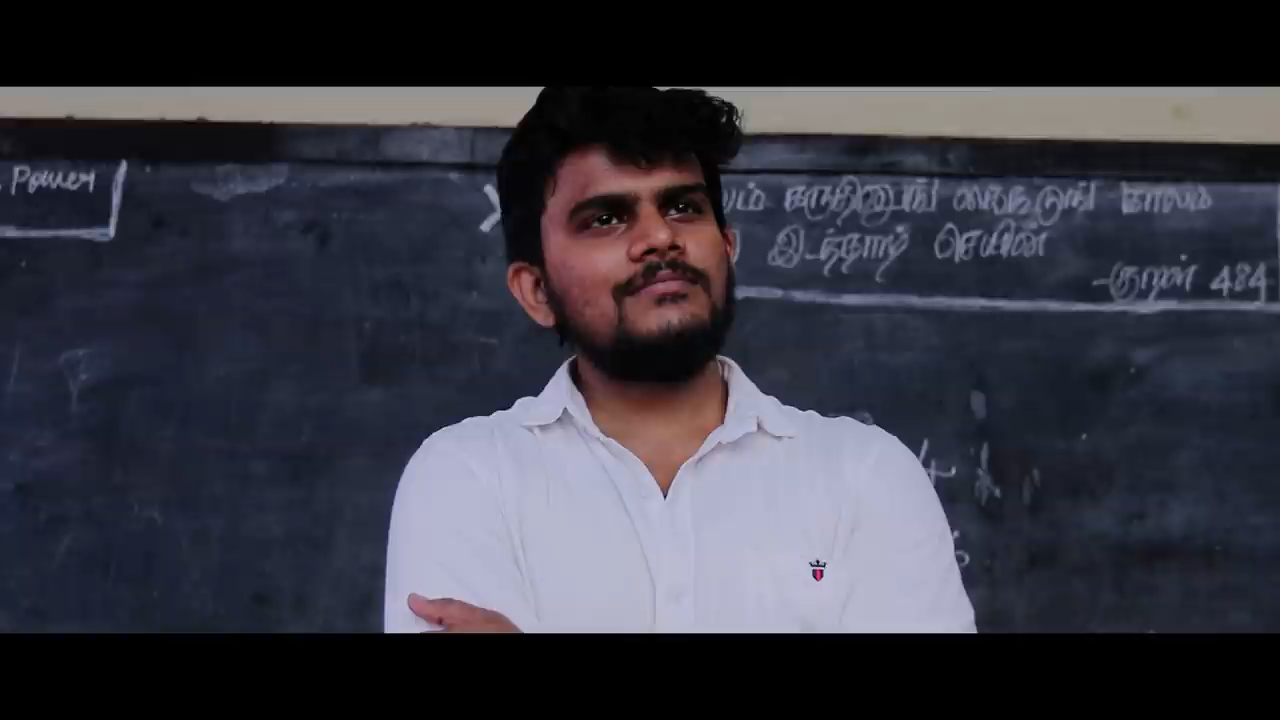 Power
லும் கருதினுங் கைகூடுங் காலம்
இடத்தாற் செயின்
-குறள் 484